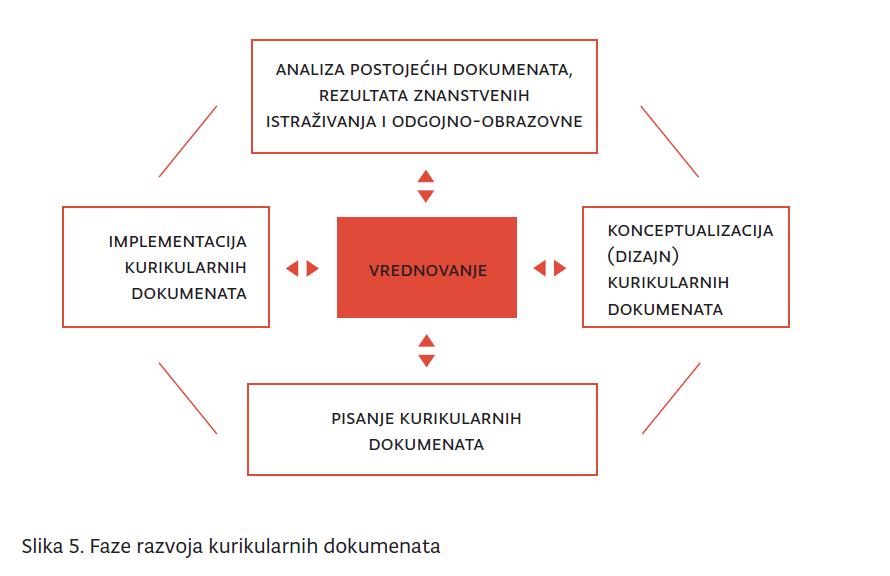 ANALIZA POSTOJEĆIH DOKUMENATA,
REZULTATA ZNANSTVENIH
ISTRAŽIVANJA I ODGOJNO-OBRAZOVNE
IMPLEMENTACIJA
KURIKULARNIH
DOKUMENATA
VREDNOVANJE
KONCEPTUALIZACIJA
(DIZAJN)
KURIKULARNIH
DOKUMENATA
PISANJE KURIKULARNIH
DOKUMENATA
Slika 5. Faze razvoja kurikularnih dokumenata